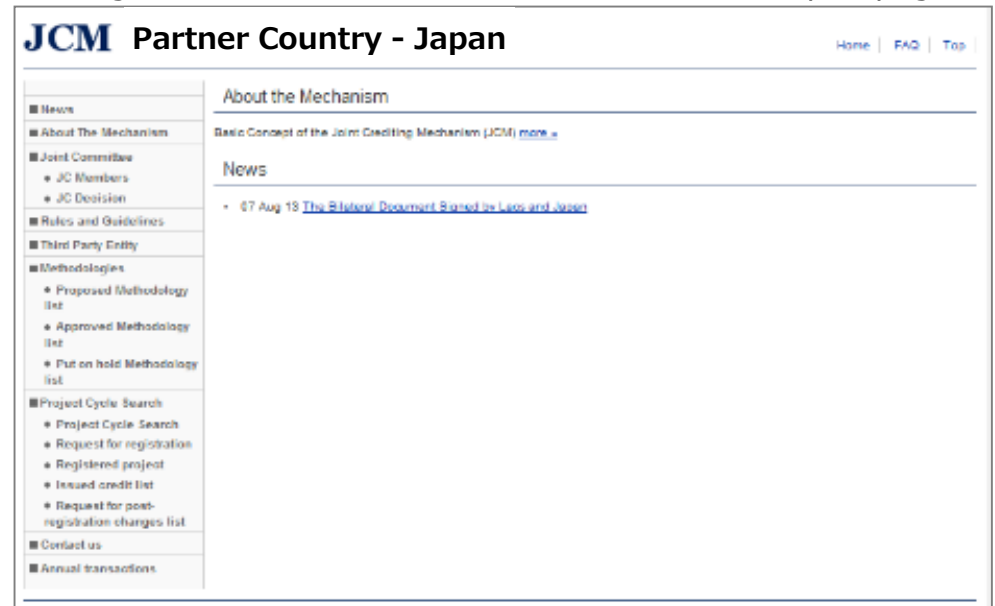 JCM Partner Country - Japan
Home | FAQ | Top |
News
About The Mechanism
Joint Committee
JC Members
JC Decision
Rules and Guidelines
Third Party Entity
Methodologies
Proposed Methodology
list
Approved Methodology
list
Put on hold Methodology
list
Project Cycle Search
Project Cycle Search
Request for registration
Registered project
Issued credit list
Request for post-
registration changes list
Contact us
Annual transactions
About the Mechanism
Basic Concept of the Joint Crediting Mechanism (JCM) more »
News
07 Aug 13 The Bilateral Document Signed by Laos and Japan